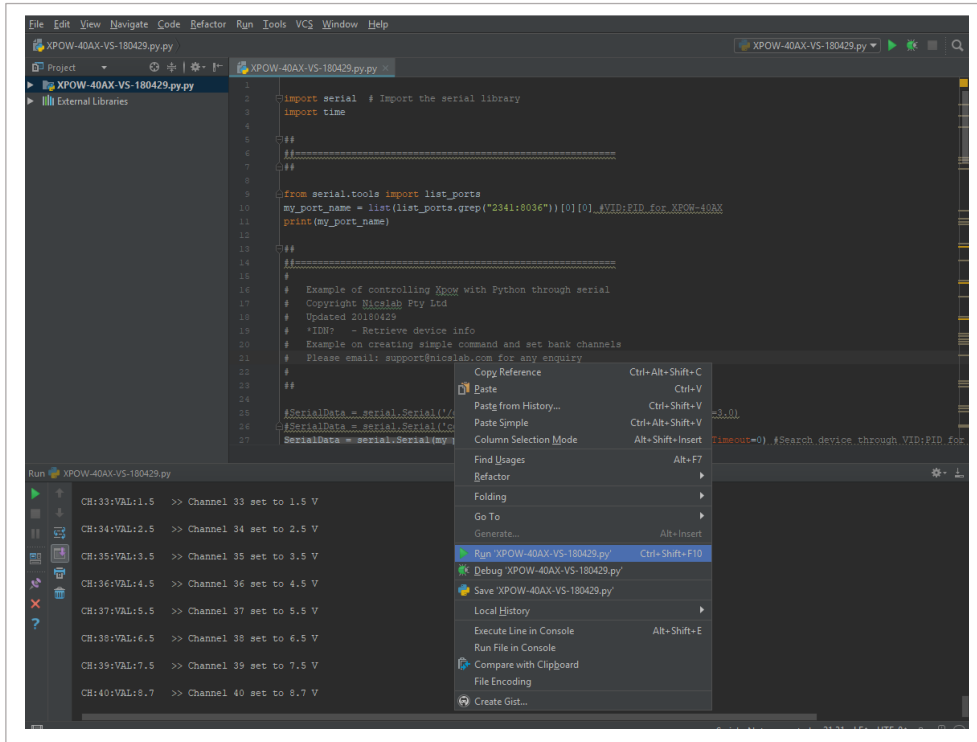 File Edit View Navigate Code Refactor Run Tools VCS Window Help
XPOW-40AX-VS-180429.py.py
XPOW-40AX-VS-180429.py
Project
XPOW-40AX-VS-180429.py.py
XPOW-40AX-VS-180429.py.py
External Libraries
1
2 import serial # Import the serial library
3 import time
4
5 ##
6 ##=========================================================
7 ##
8
9 from serial.tools import list_ports
10 my_port_name = list(list_ports.grep("2341:8036"))[0][0] #VID:PID for XPOW-40AX
11 print(my_port_name)
12
13 ##
14 ##=========================================================
15 #
16 # Example of controlling Xpow with Python through serial
17 # Copyright Nicslab Pty Ltd
18 # Updated 20180429
19 # *IDN? - Retrieve device info
20 # Example on creating simple command and set bank channels
21 # Please email: support@nicslab.com for any enquiry
22 #
23 ##
24
25 #SerialData = serial.Serial('/ =3.0)
26 #SerialData = serial.Serial('c
27 SerialData = serial.Serial(my p Timeout=0) #Search device through VID:PID for
Copy Reference Ctrl+Alt+Shift+C
Paste Ctrl+V
Paste from History... Ctrl+Shift+V
Paste Simple Ctrl+Alt+Shift+V
Column Selection Mode Alt+Shift+Insert
Find Usages Alt+F7
Refactor
Folding
Go To
Generate... Alt+Insert
Run 'XPOW-40AX-VS-180429.py' Ctrl+Shift+F10
Debug 'XPOW-40AX-VS-180429.py'
Save 'XPOW-40AX-VS-180429.py'
Local History
Execute Line in Console Alt+Shift+E
Run File in Console
Compare with Clipboard
File Encoding
Create Gist...
Run XPOW-40AX-VS-180429.py
CH:33:VAL:1.5 >> Channel 33 set to 1.5 V
CH:34:VAL:2.5 >> Channel 34 set to 2.5 V
CH:35:VAL:3.5 >> Channel 35 set to 3.5 V
CH:36:VAL:4.5 >> Channel 36 set to 4.5 V
CH:37:VAL:5.5 >> Channel 37 set to 5.5 V
CH:38:VAL:6.5 >> Channel 38 set to 6.5 V
CH:39:VAL:7.5 >> Channel 39 set to 7.5 V
CH:40:VAL:8.7 >> Channel 40 set to 8.7 V